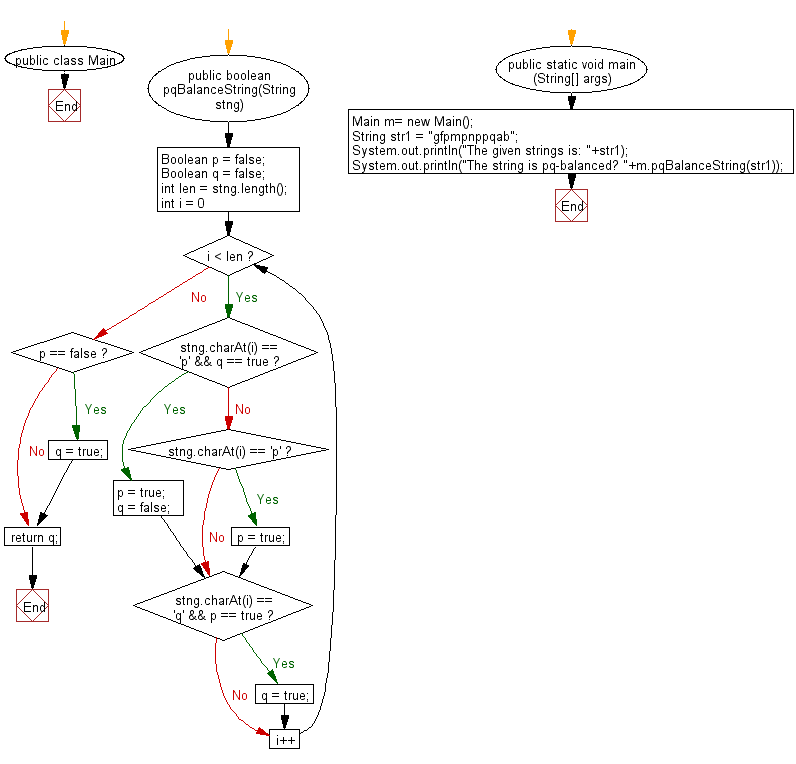 public class Main
End
public boolean
pqBalanceString(String
stng)
Boolean p = false;
Boolean q = false;
int len = stng.length();
int i = 0
i < len ?
No
Yes
p == false ?
stng.charAt(i) ==
'p' && q == true ?
Yes
Yes
No
No
q = true;
stng.charAt(i) == 'p' ?
p = true;
q = false;
Yes
No
p = true;
return q;
End
stng.charAt(i) ==
'q' && p == true ?
Yes
No
q = true;
i++
public static void main
(String[] args)
Main m= new Main();
String str1 = "gfpmpnppqab";
System.out.println("The given strings is: "+str1);
System.out.println("The string is pq-balanced? "+m.pqBalanceString(str1));
End